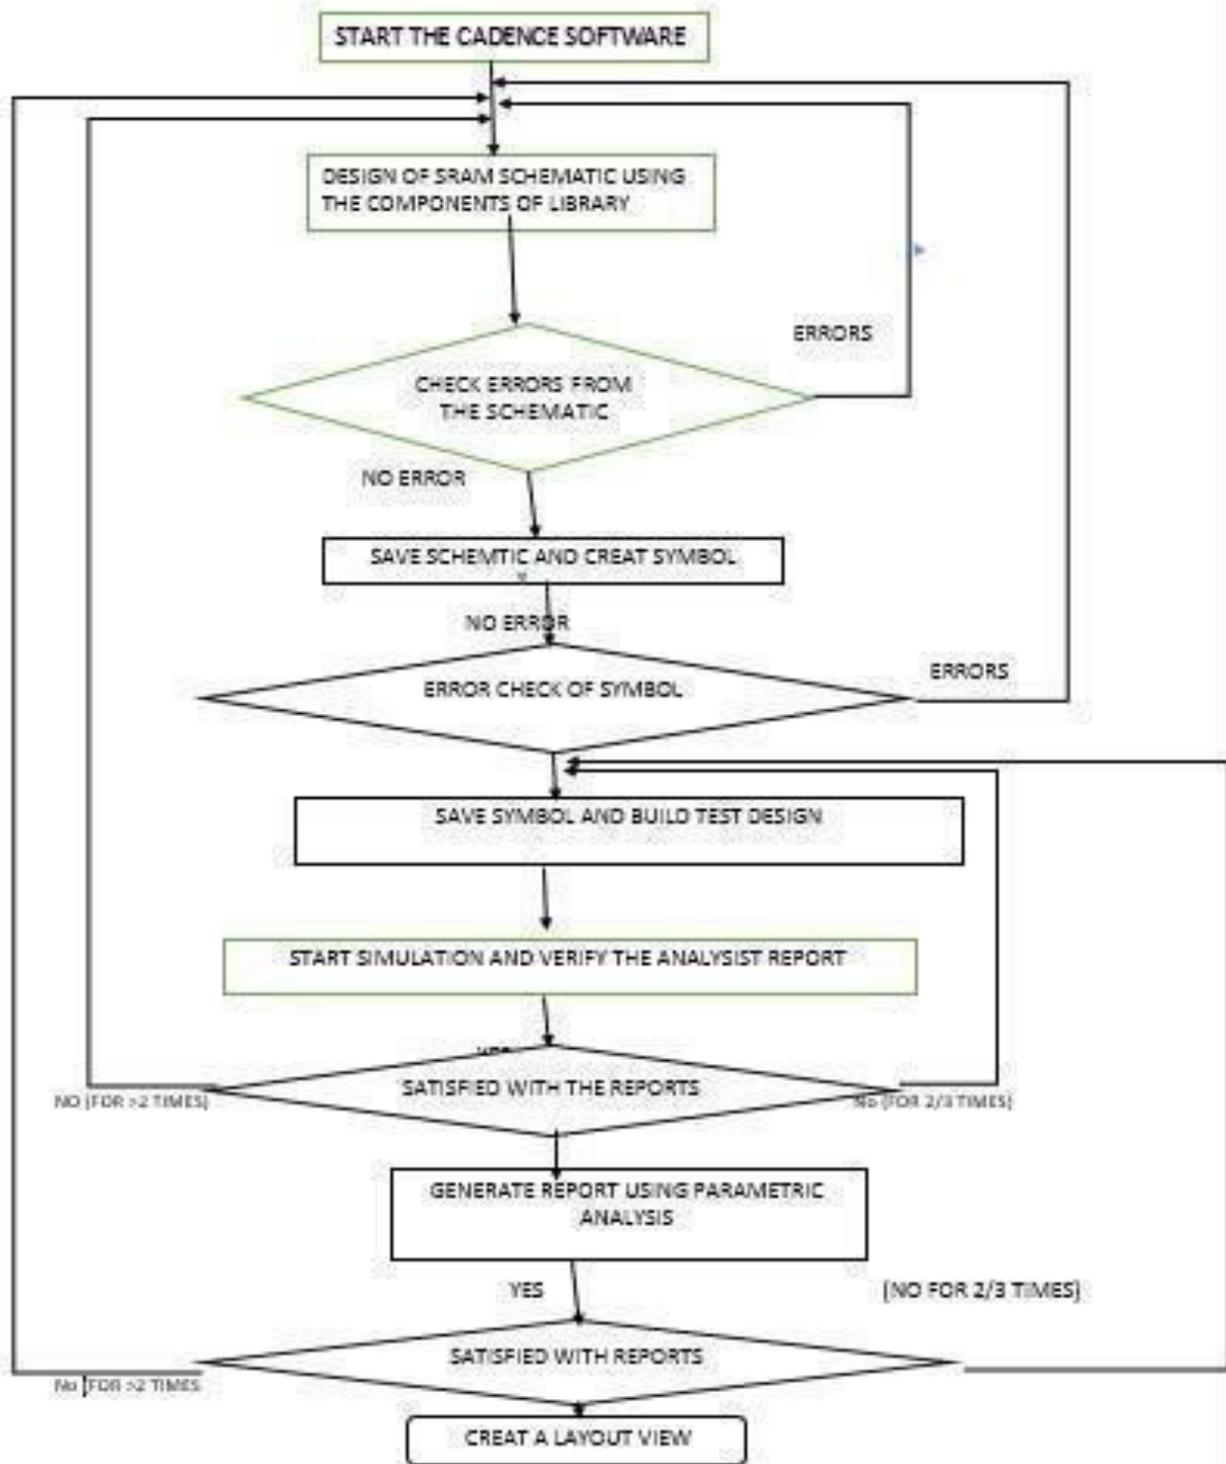 START THE CADENCE SOFTWARE
DESIGN OF SRAM SCHEMATIC USING
THE COMPONENTS OF LIBRARY
ERRORS
CHECK ERRORS FROM
THE SCHEMATIC
NO ERROR
SAVE SCHEMTIC AND CREAT SYMBOL
NO ERROR
ERRORS
ERROR CHECK OF SYMBOL
SAVE SYMBOL AND BUILD TEST DESIGN
START SIMULATION AND VERIFY THE ANALYSIST REPORT
SATISFIED WITH THE REPORTS
NO (FOR >2 TIMES)
No (FOR 2/3 TIMES)
GENERATE REPORT USING PARAMETRIC
ANALYSIS
YES
(NO FOR 2/3 TIMES)
SATISFIED WITH REPORTS
No (FOR >2 TIMES
CREAT A LAYOUT VIEW